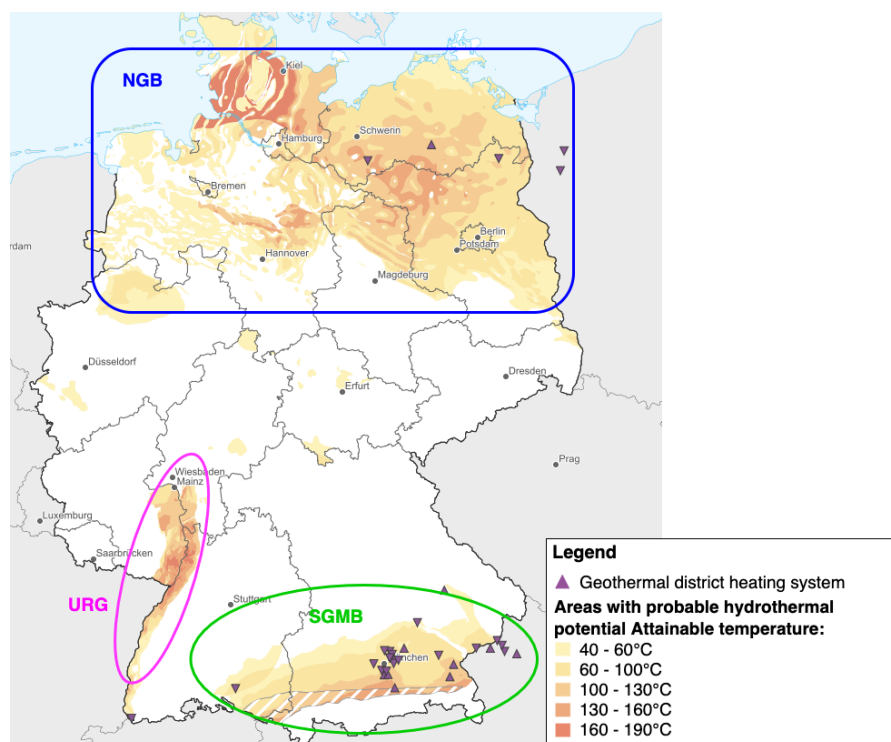 NGB
Kiel
Schwerin
Hamburg
Bremen
Berlin
Potsdam
Hannover
Magdeburg
rdam
Düsseldorf
Erfurt
Dresden
Prag
Wiesbaden
Mainz
Luxemburg
Saarbrücken
URG
Stuttgart
SGMB
nchen
Legend
Geothermal district heating system
Areas with probable hydrothermal
potential Attainable temperature:
40 - 60°C
60 - 100°C
100 - 130°C
130 - 160°C
160 - 190°C